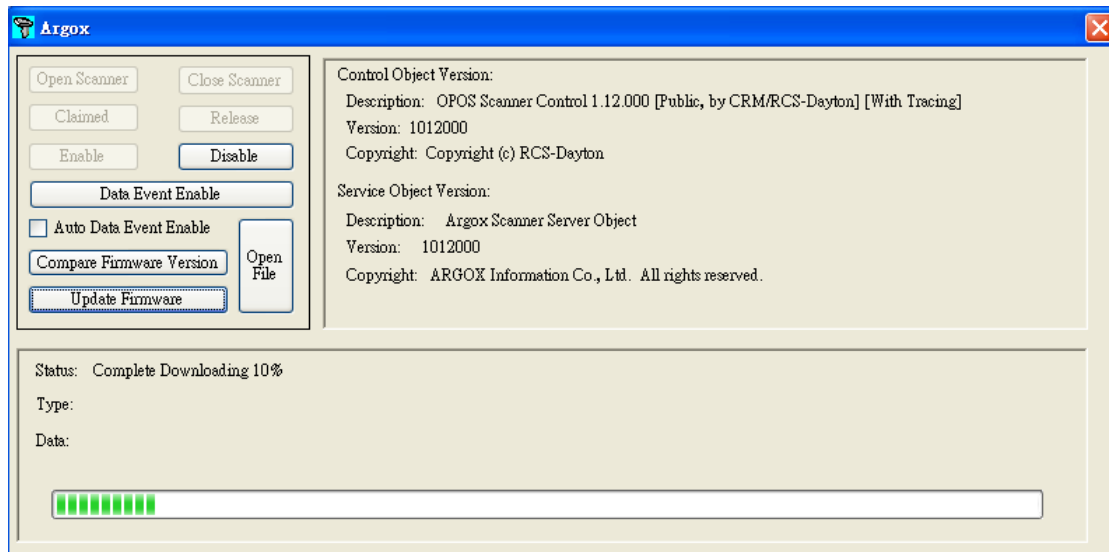 Argox
Open Scanner
Close Scanner
Claimed
Release
Enable
Disable
Data Event Enable
Auto Data Event Enable
Compare Firmware Version
Update Firmware
Open
File
Control Object Version:
Description: OPOS Scanner Control 1.12.000 [Public, by CRM/RCS-Dayton] [With Tracing]
Version: 1012000
Copyright: Copyright (c) RCS-Dayton
Service Object Version:
Description: Argox Scanner Server Object
Version: 1012000
Copyright: ARGOX Information Co., Ltd. All rights reserved.
Status: Complete Downloading 10%
Type:
Data: